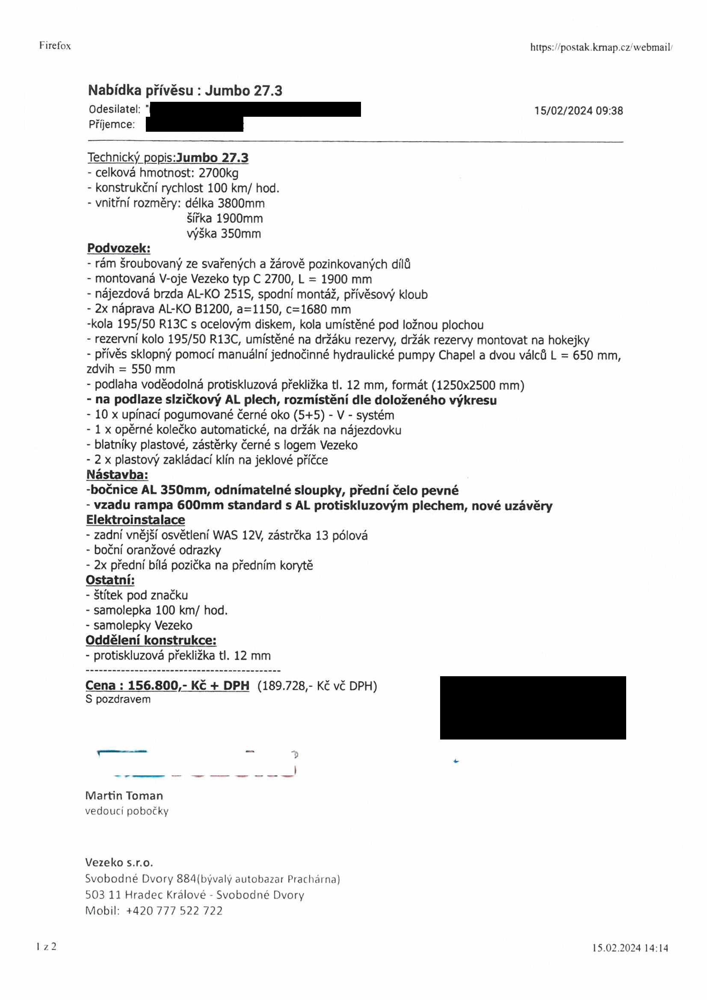 Firefox
https://postak.krnap.cz/webmail/
Nabídka přívěsu : Jumbo 27.3
Odesilatel: "
15/02/2024 09:38
Příjemce:
Technický popis:Jumbo 27.3
- celková hmotnost: 2700kg
- konstrukční rychlost 100 km/ hod.
- vnitřní rozměry: délka 3800mm
šířka 1900mm
výška 350mm
Podvozek:
- rám šroubovaný ze svařených a žárově pozinkovaných dílů
- montovaná V-oje Vezeko typ C 2700, L = 1900 mm
- nájezdová brzda AL-KO 251S, spodní montáž, přívěsový kloub
- 2x náprava AL-KO B1200, a=1150, c=1680 mm
-kola 195/50 R13C s ocelovým diskem, kola umístěné pod ložnou plochou
- rezervní kolo 195/50 R13C, umístěné na držáku rezervy, držák rezervy montovat na hokejky
- přívěs sklopný pomocí manuální jednočinné hydraulické pumpy Chapel a dvou válců L = 650 mm,
zdvih = 550 mm
- podlaha voděodolná protiskluzová překližka tl. 12 mm, formát (1250x2500 mm)
- na podlaze slzičkový AL plech, rozmístění dle doloženého výkresu
- 10 x upínací pogumované černé oko (5+5) - V - systém
- 1 x opěrné kolečko automatické, na držák na nájezdovku
- blatníky plastové, zástěrky černé s logem Vezeko
- 2 x plastový zakládací klín na jeklové příčce
Nástavba:
-bočnice AL 350mm, odnímatelné sloupky, přední čelo pevné
- vzadu rampa 600mm standard s AL protiskluzovým plechem, nové uzávěry
Elektroinstalace
- zadní vnější osvětlení WAS 12V, zástrčka 13 pólová
- boční oranžové odrazky
- 2x přední bílá pozička na předním korytě
Ostatní:
- štítek pod značku
- samolepka 100 km/ hod.
- samolepky Vezeko
Oddělení konstrukce:
- protiskluzová překližka tl. 12 mm
-----------------------------------------
Cena : 156.800,- Kč + DPH (189.728,- Kč vč DPH)
S pozdravem
Martin Toman
vedoucí pobočky
Vezeko s.r.o.
Svobodné Dvory 884(bývalý autobazar Prachárna)
503 11 Hradec Králové - Svobodné Dvory
Mobil: +420 777 522 722
1 z 2
15.02.2024 14:14